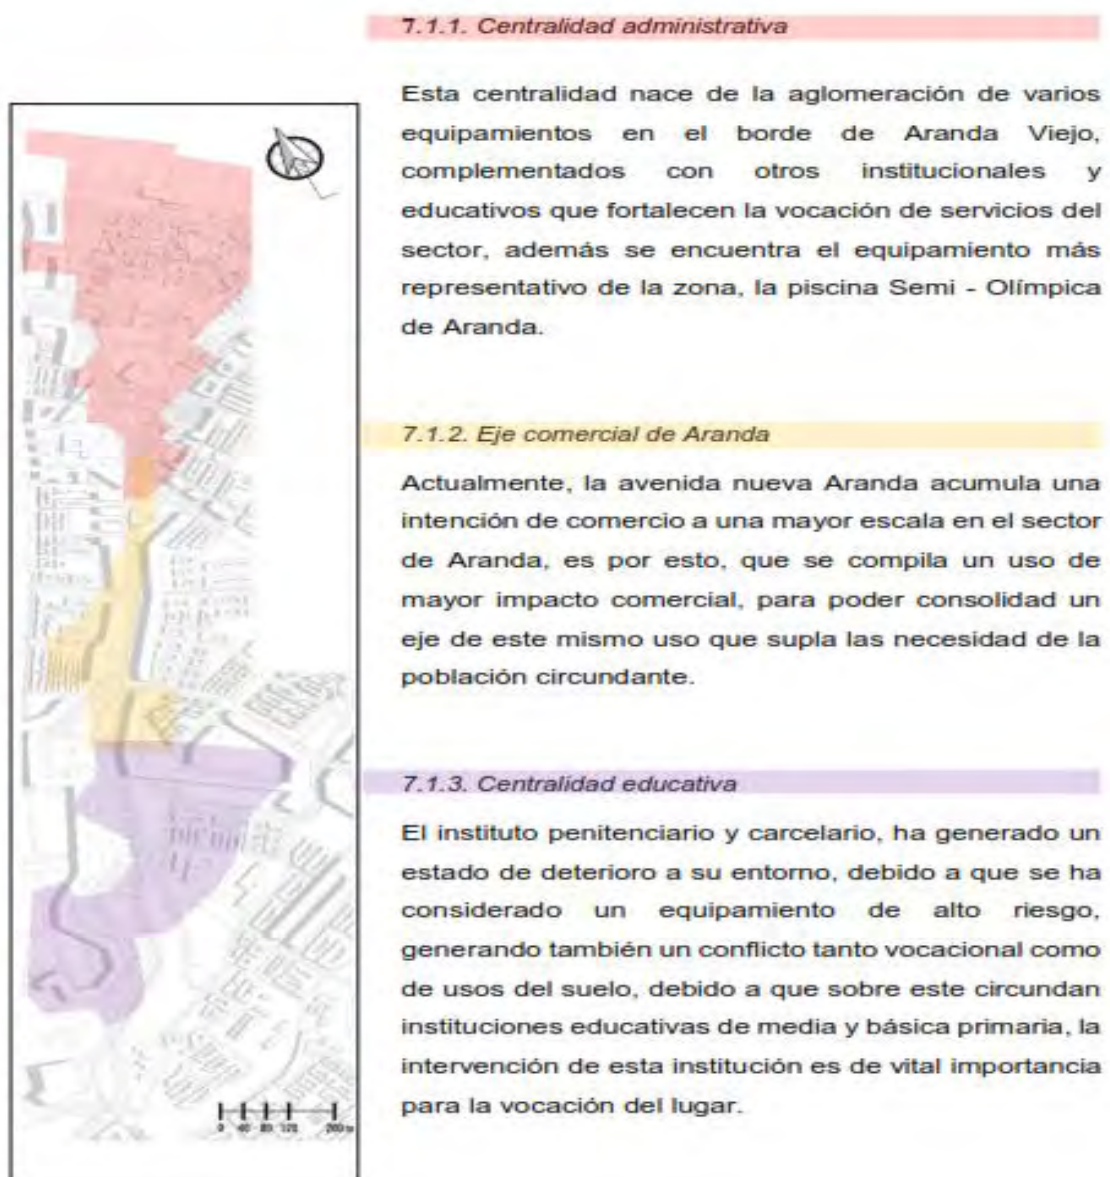 7.1.1. Centralidad administrativa
Esta centralidad nace de la aglomeración de varios
equipamientos en el borde de Aranda Viejo,
complementados con otros institucionales y
educativos que fortalecen la vocación de servicios del
sector, además se encuentra el equipamiento más
representativo de la zona, la piscina Semi - Olímpica
de Aranda.
7.1.2. Eje comercial de Aranda
Actualmente, la avenida nueva Aranda acumula una
intención de comercio a una mayor escala en el sector
de Aranda, es por esto, que se compila un uso de
mayor impacto comercial, para poder consolidad un
eje de este mismo uso que supla las necesidad de la
población circundante.
7.1.3. Centralidad educativa
El instituto penitenciario y carcelario, ha generado un
estado de deterioro a su entorno, debido a que se ha
considerado un equipamiento de alto riesgo,
generando también un conflicto tanto vocacional como
de usos del suelo, debido a que sobre este circundan
instituciones educativas de media y básica primaria, la
intervención de esta institución es de vital importancia
para la vocación del lugar.
0 40 80 120 200 m